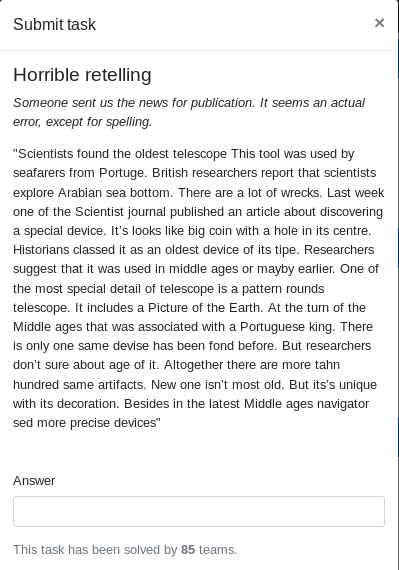 Submit task ×
Horrible retelling
Someone sent us the news for publication. It seems an actual
error, except for spelling.
"Scientists found the oldest telescope This tool was used by
seafarers from Portuge. British researchers report that scientists
explore Arabian sea bottom. There are a lot of wrecks. Last week
one of the Scientist journal published an article about discovering
a special device. It's looks like big coin with a hole in its centre.
Historians classed it as an oldest device of its tipe. Researchers
suggest that it was used in middle ages or mayby earlier. One of
the most special detail of telescope is a pattern rounds
telescope. It includes a Picture of the Earth. At the turn of the
Middle ages that was associated with a Portuguese king. There
is only one same devise has been fond before. But researchers
don't sure about age of it. Altogether there are more tahn
hundred same artifacts. New one isn't most old. But its's unique
with its decoration. Besides in the latest Middle ages navigator
sed more precise devices"
Answer
This task has been solved by 85 teams.